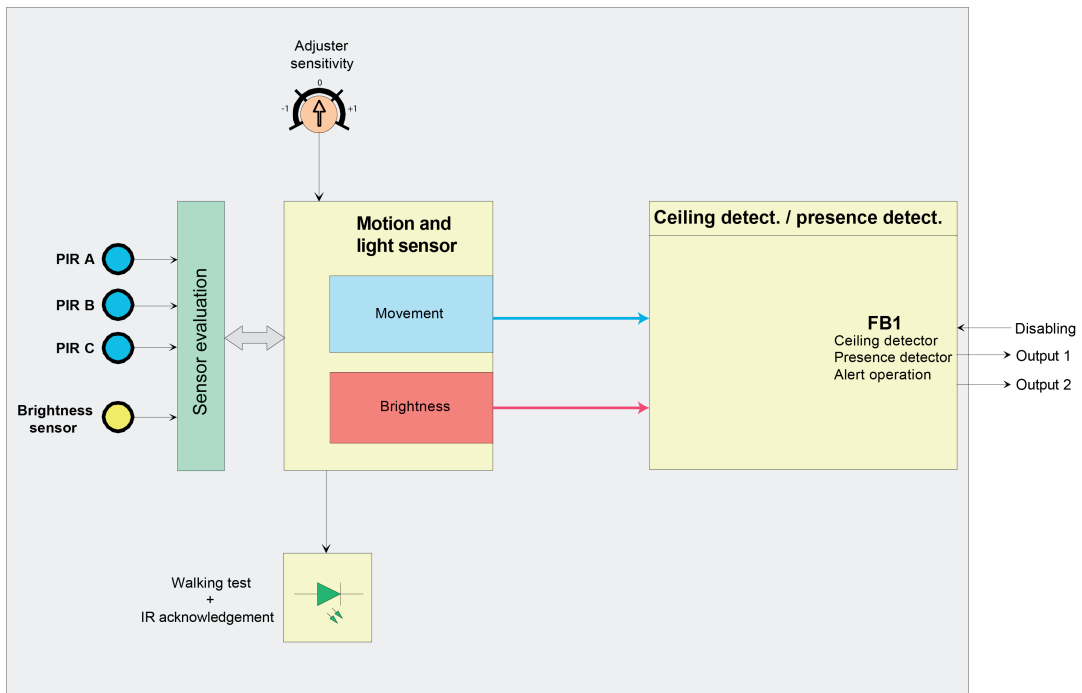 Adjuster
sensitivity
0
-1
+1
Motion and
light sensor
Ceiling detect. / presence detect.
PIR A
PIR B
PIR C
Brightness
sensor
Sensor evaluation
Movement
Brightness
FB1
Ceiling detector
Presence detector
Alert operation
Disabling
Output 1
Output 2
Walking test
+
IR acknowledgement